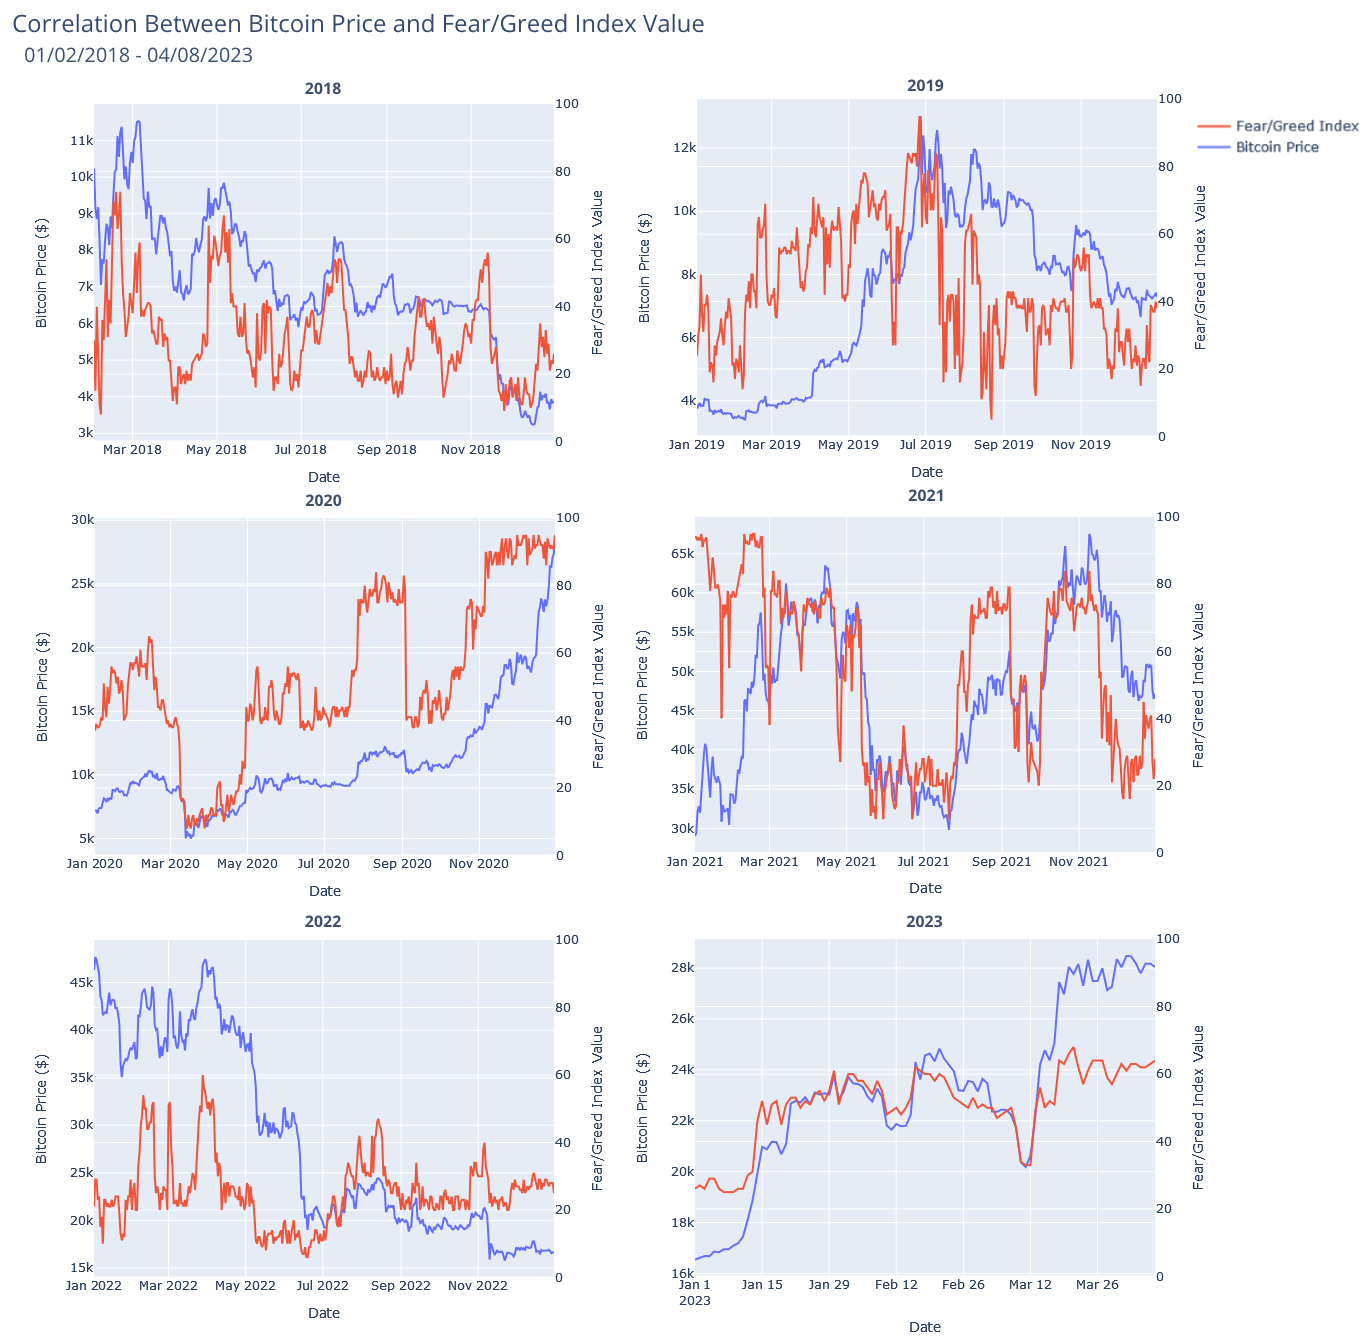 Correlation Between Bitcoin Price and Fear/Greed Index Value
01/02/2018 - 04/08/2023
Fear/Greed Index
Bitcoin Price
2018
Bitcoin Price ($)
11k
10k
9k
8k
7k
6k
5k
4k
3k
100
80
60
40
20
0
Fear/Greed Index Value
Mar 2018 May 2018 Jul 2018 Sep 2018 Nov 2018
Date
2019
Bitcoin Price ($)
12k
10k
8k
6k
4k
100
80
60
40
20
0
Fear/Greed Index Value
Jan 2019 Mar 2019 May 2019 Jul 2019 Sep 2019 Nov 2019
Date
2020
Bitcoin Price ($)
30k
25k
20k
15k
10k
5k
100
80
60
40
20
0
Fear/Greed Index Value
Jan 2020 Mar 2020 May 2020 Jul 2020 Sep 2020 Nov 2020
Date
2021
Bitcoin Price ($)
65k
60k
55k
50k
45k
40k
35k
30k
100
80
60
40
20
0
Fear/Greed Index Value
Jan 2021 Mar 2021 May 2021 Jul 2021 Sep 2021 Nov 2021
Date
2022
Bitcoin Price ($)
45k
40k
35k
30k
25k
20k
15k
100
80
60
40
20
0
Fear/Greed Index Value
Jan 2022 Mar 2022 May 2022 Jul 2022 Sep 2022 Nov 2022
Date
2023
Bitcoin Price ($)
28k
26k
24k
22k
20k
18k
16k
100
80
60
40
20
0
Fear/Greed Index Value
Jan 1 Jan 15 Jan 29 Feb 12 Feb 26 Mar 12 Mar 26
2023
Date